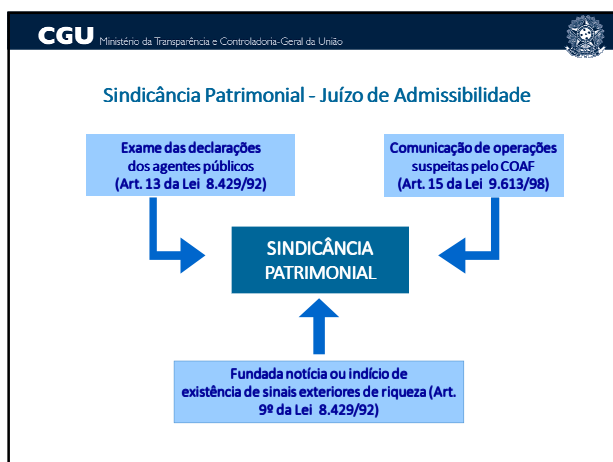 CGU Ministério da Transparência e Controladoria-Geral da União
Sindicância Patrimonial - Juízo de Admissibilidade
Exame das declarações
dos agentes públicos
(Art. 13 da Lei 8.429/92)
Comunicação de operações
suspeitas pelo COAF
(Art. 15 da Lei 9.613/98)
SINDICÂNCIA
PATRIMONIAL
Fundada notícia ou indício de
existência de sinais exteriores de riqueza (Art.
9º da Lei 8.429/92)